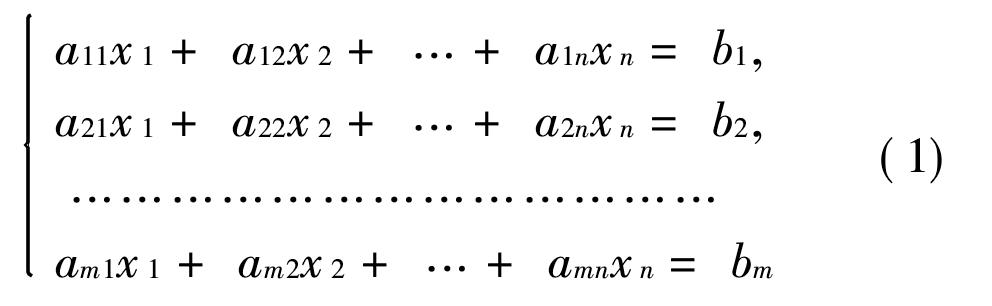 a₁₁x₁ + a₁₂x₂ + … + a₁ₙxₙ = b₁,
a₂₁x₁ + a₂₂x₂ + … + a₂ₙxₙ = b₂,
(1)
…………………………………
aₘ₁x₁ + aₘ₂x₂ + … + aₘₙxₙ = bₘ